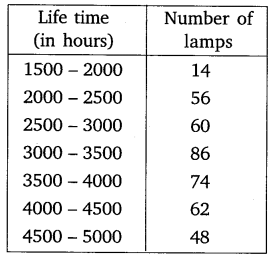 Life time Number of
(in hours) lamps
1500 – 2000 14
2000 – 2500 56
2500 – 3000 60
3000 – 3500 86
3500 – 4000 74
4000 – 4500 62
4500 – 5000 48